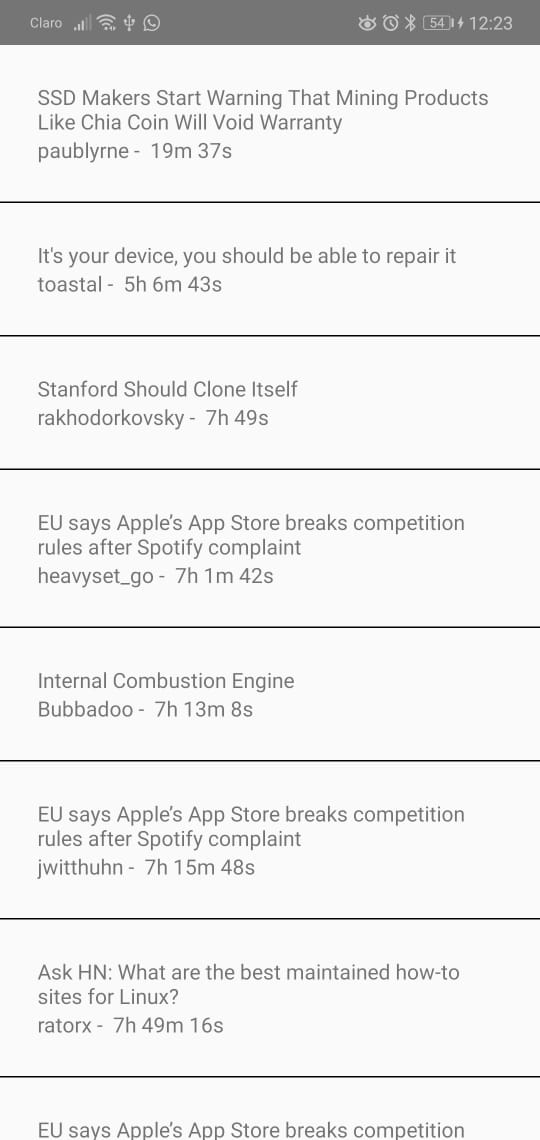 Claro 54 12:23
SSD Makers Start Warning That Mining Products
Like Chia Coin Will Void Warranty
paublyrne - 19m 37s
It's your device, you should be able to repair it
toastal - 5h 6m 43s
Stanford Should Clone Itself
rakhodorkovsky - 7h 49s
EU says Apple’s App Store breaks competition
rules after Spotify complaint
heavyset_go - 7h 1m 42s
Internal Combustion Engine
Bubbadoo - 7h 13m 8s
EU says Apple’s App Store breaks competition
rules after Spotify complaint
jwitthuhn - 7h 15m 48s
Ask HN: What are the best maintained how-to
sites for Linux?
ratorx - 7h 49m 16s
EU says Apple’s App Store breaks competition